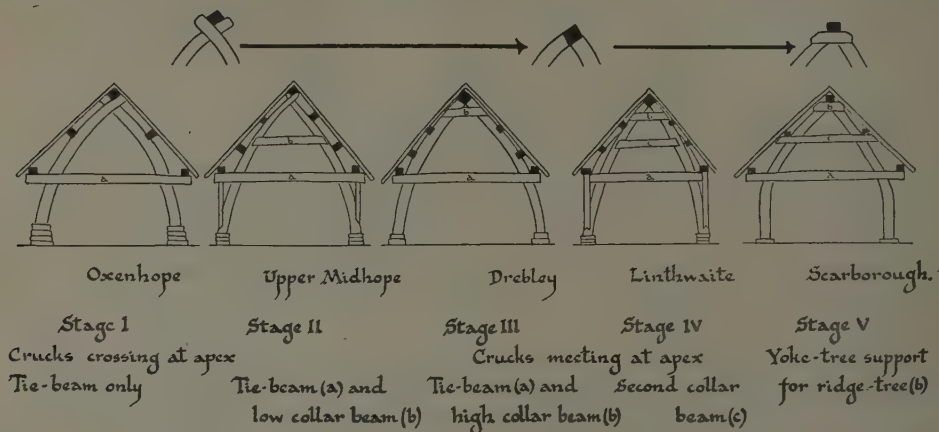 a
a
b
a
b
a
b
c
a
b
c
a
Oxenhope
Upper Midhope
Drebley
Linthwaite
Scarborough.
Stage I
Stage II
Stage III
Stage IV
Stage V
Crucks crossing at apex
Crucks meeting at apex
Yoke-tree support
Tie-beam only
Tie-beam (a) and
Tie-beam (a) and
Second collar
for ridge-tree (b)
low collar beam (b)
high collar beam (b)
beam (c)